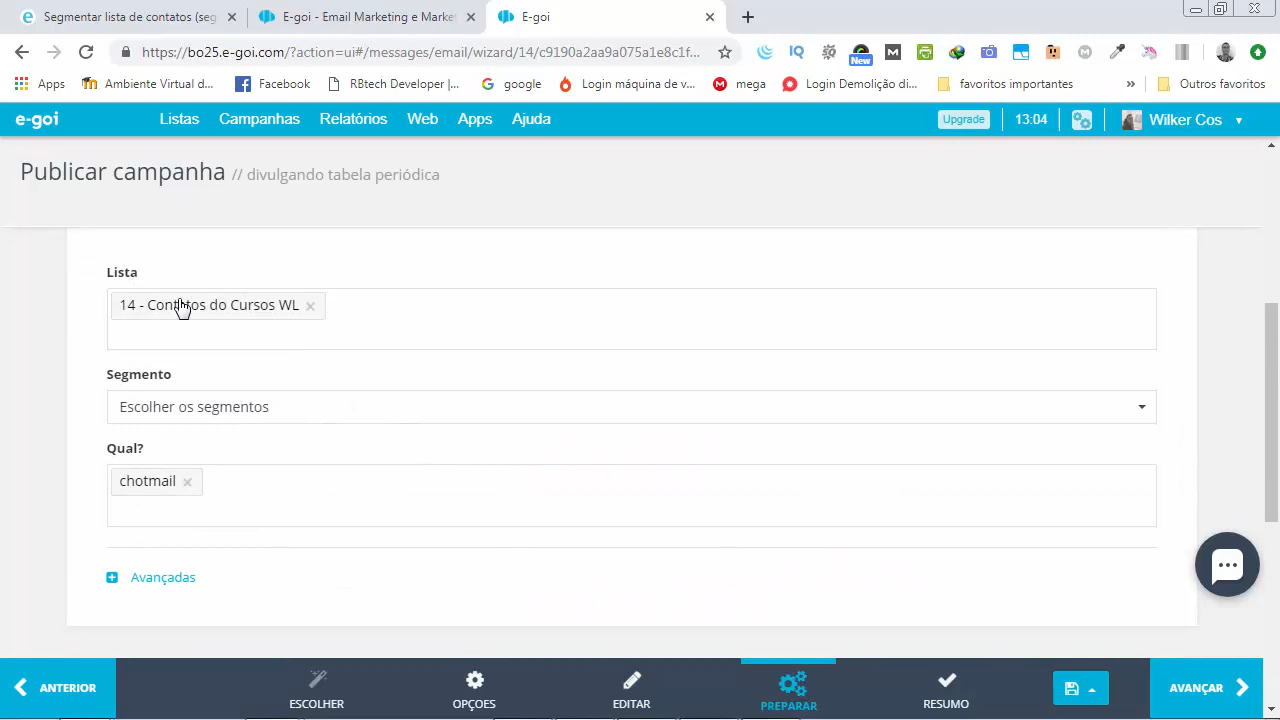 Segmentar lista de contatos (seg
E-goi - Email Marketing e Marke
E-goi
https://bo25.e-goi.com/?action=ui#/messages/email/wizard/14/c9190a2aa9a075a1e8c1f...
New
Apps
Ambiente Virtual d...
Facebook
RBtech Developer |...
google
Login máquina de v...
mega
Login Demolição di...
favoritos importantes
»
Outros favoritos
e-goi
Listas
Campanhas
Relatórios
Web
Apps
Ajuda
Upgrade
13:04
Wilker Cos
Publicar campanha // divulgando tabela periódica
Lista
14 - Contatos do Cursos WL ×
Segmento
Escolher os segmentos
Qual?
chotmail ×
Avançadas
ANTERIOR
ESCOLHER
OPÇOES
EDITAR
PREPARAR
RESUMO
AVANÇAR